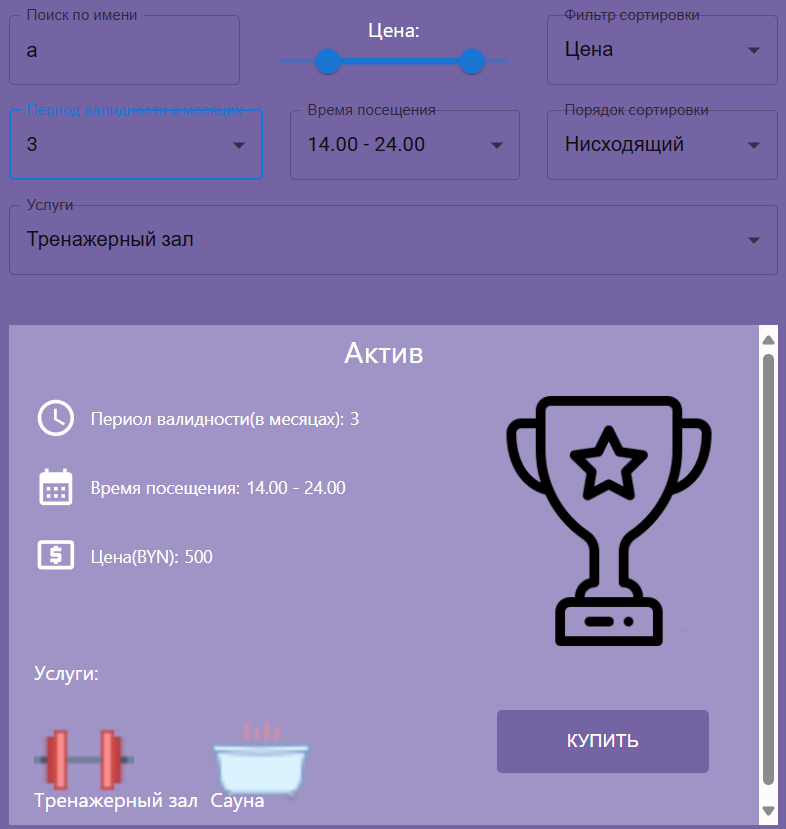 Поиск по имени
а
Цена:
Фильтр сортировки
Цена
Период валидности в месяцах
3
Время посещения
14.00 - 24.00
Порядок сортировки
Нисходящий
Услуги
Тренажерный зал
Актив
Периол валидности(в месяцах): 3
Время посещения: 14.00 - 24.00
Цена(BYN): 500
Услуги:
КУПИТЬ
Тренажерный зал Сауна